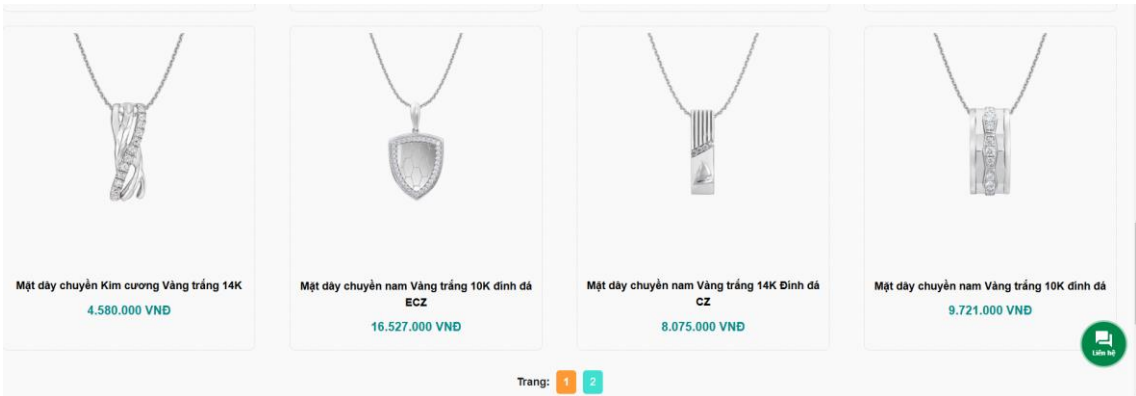 Mặt dây chuyền Kim cương Vàng trắng 14K
4.580.000 VNĐ
Mặt dây chuyền nam Vàng trắng 10K đính đá
ECZ
16.527.000 VNĐ
Mặt dây chuyền nam Vàng trắng 14K Đính đá
CZ
8.075.000 VNĐ
Mặt dây chuyền nam Vàng trắng 10K đính đá
9.721.000 VNĐ
Liên hệ
Trang: 1 2